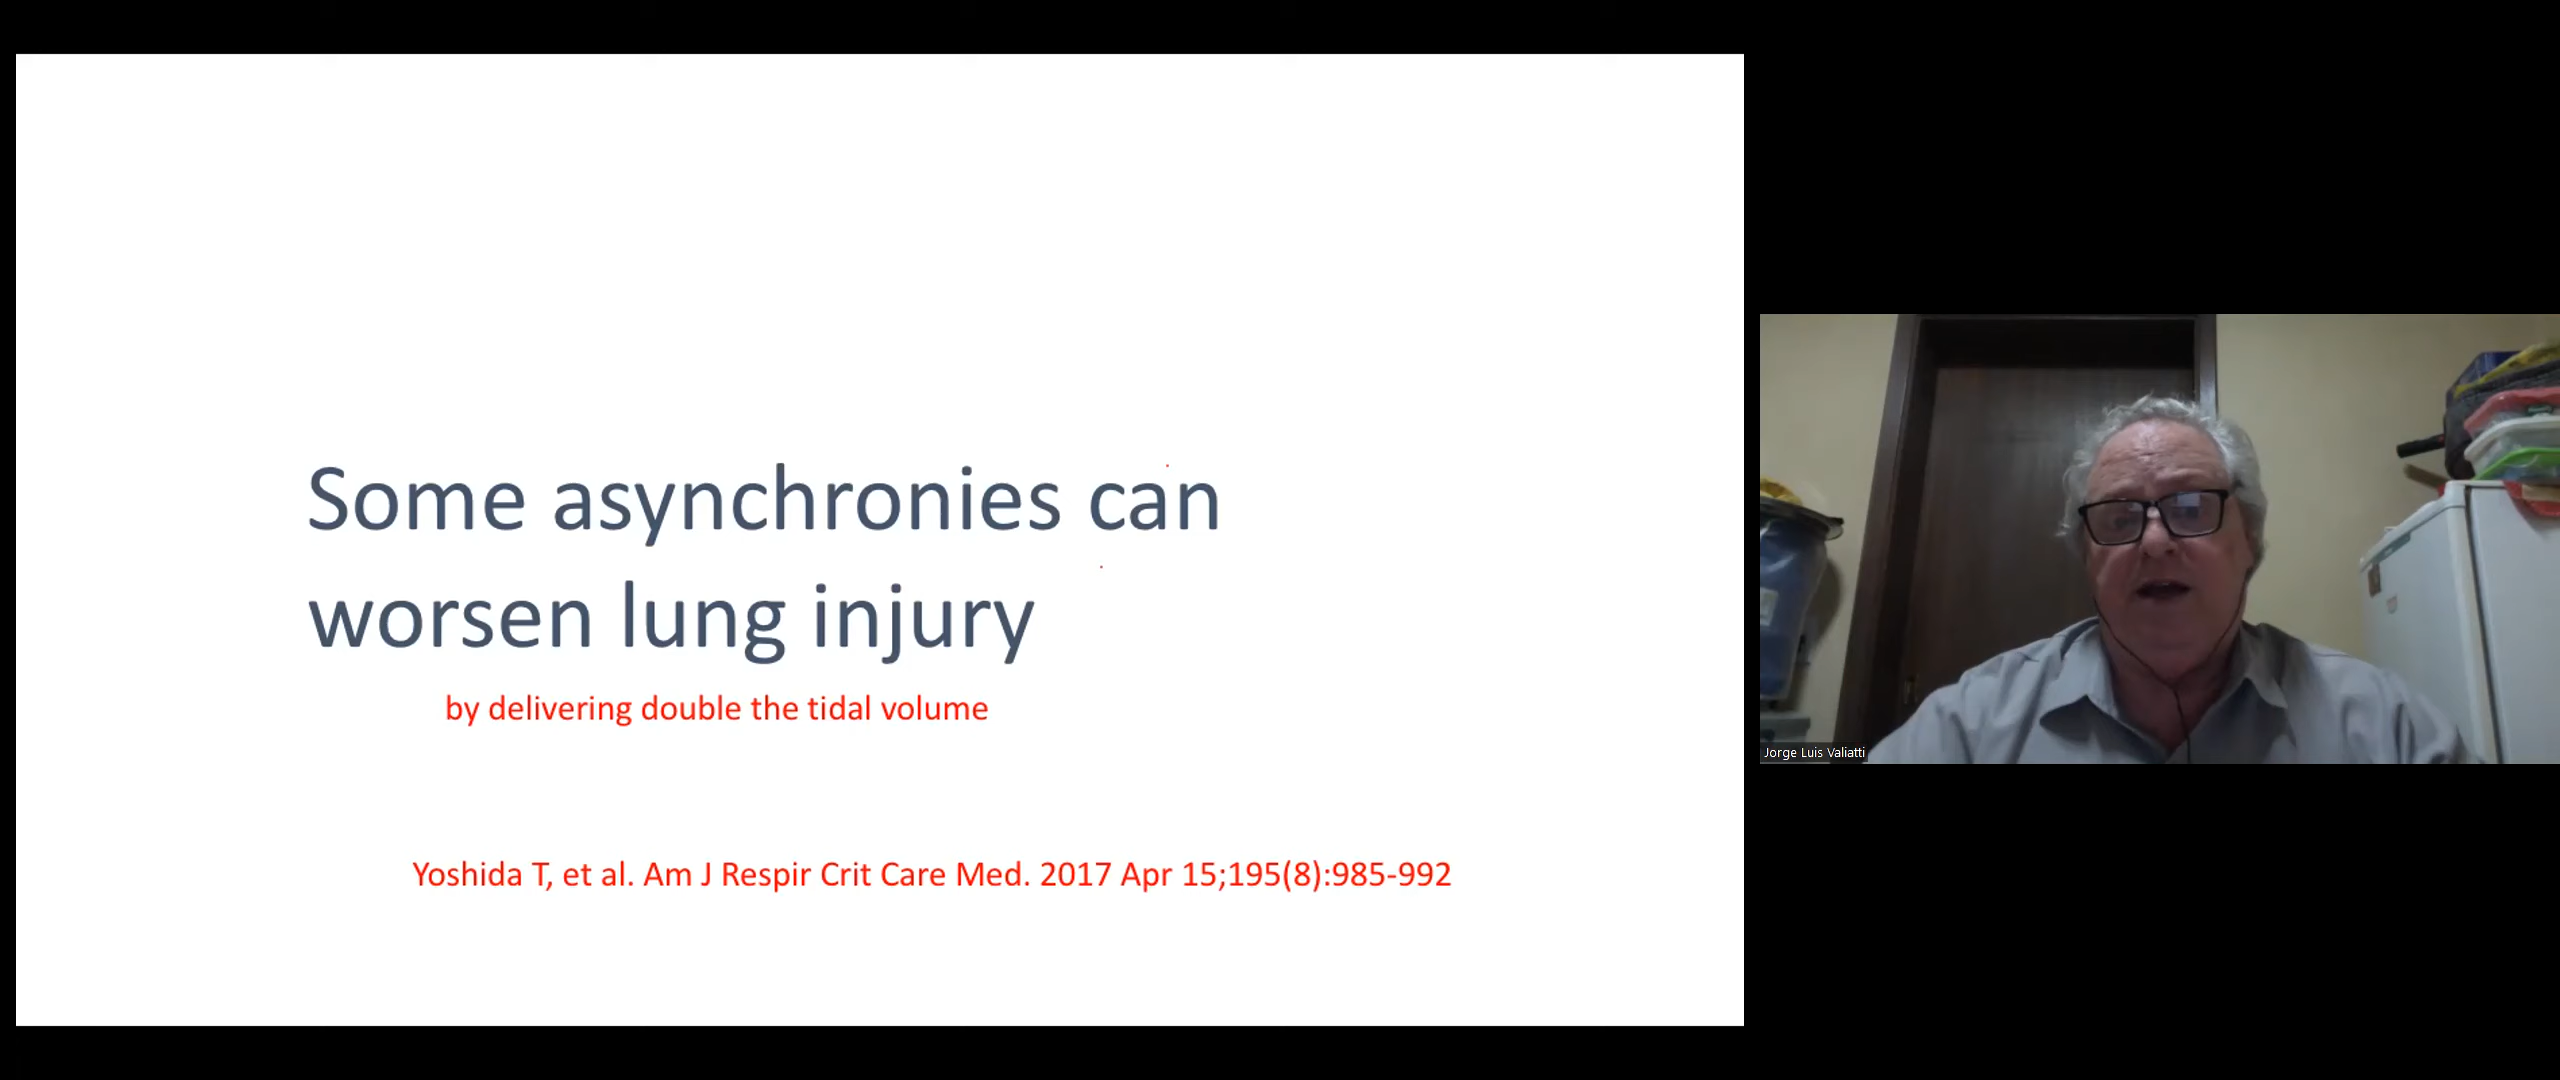 Some asynchronies can
worsen lung injury
by delivering double the tidal volume
Yoshida T, et al. Am J Respir Crit Care Med. 2017 Apr 15;195(8):985-992
Jorge Luis Valiatti